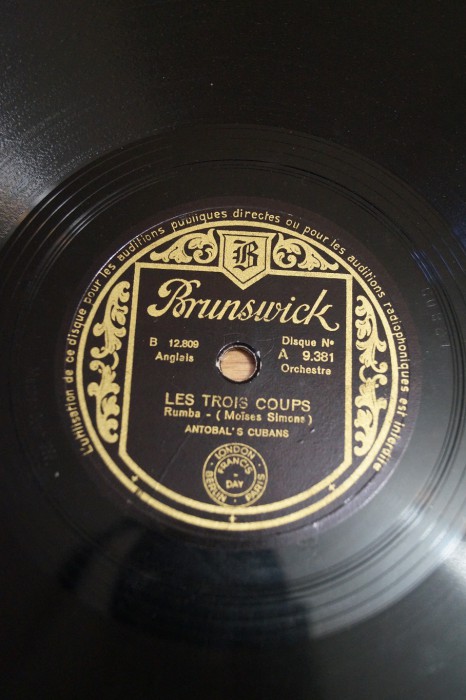 L'utilisation de ce disque pour les auditions publiques directes ou pour les auditions radiophoniques est interdite
B
Brunswick
B 12.809
Anglais
Disque No
A 9.381
Orchestre
LES TROIS COUPS
Rumba - (Moïses Simons)
ANTOBAL'S CUBANS
LONDON
FRANCIS - DAY
BERLIN - PARIS